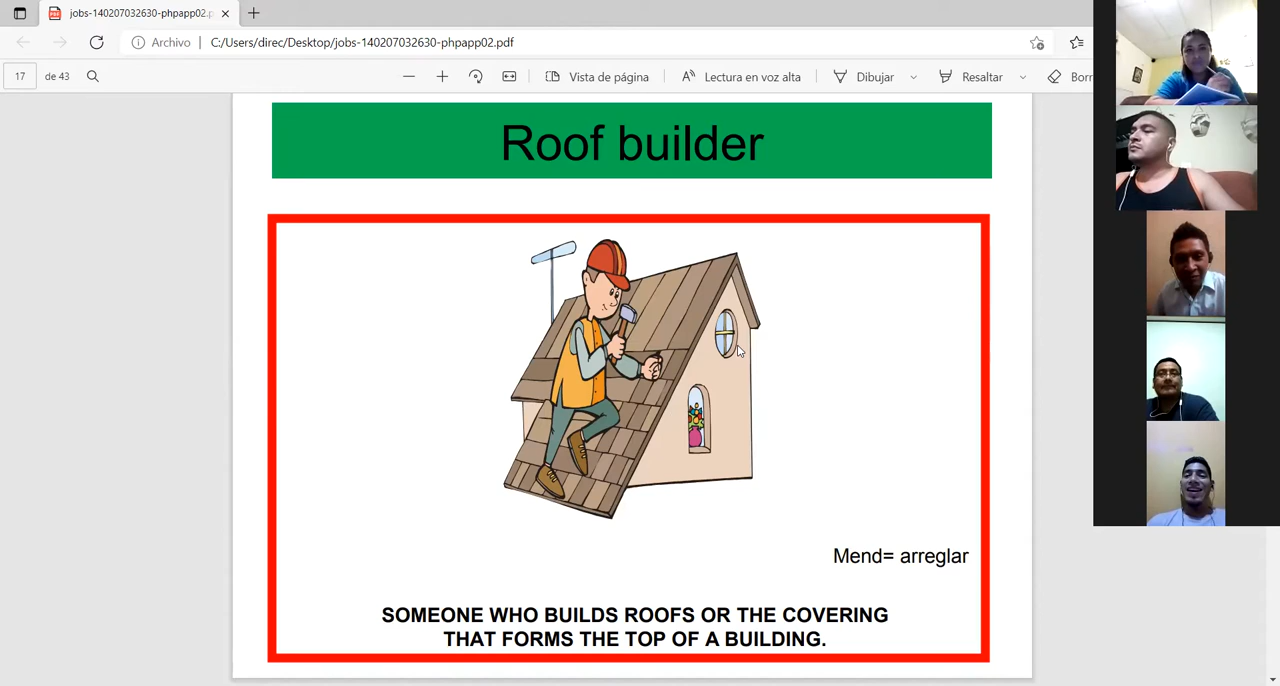 jobs-140207032630-phpapp02.p
Archivo
C:/Users/direc/Desktop/jobs-140207032630-phpapp02.pdf
17 de 43
Vista de página
Lectura en voz alta
Dibujar
Resaltar
Borr
Roof builder
Mend= arreglar
SOMEONE WHO BUILDS ROOFS OR THE COVERING
THAT FORMS THE TOP OF A BUILDING.